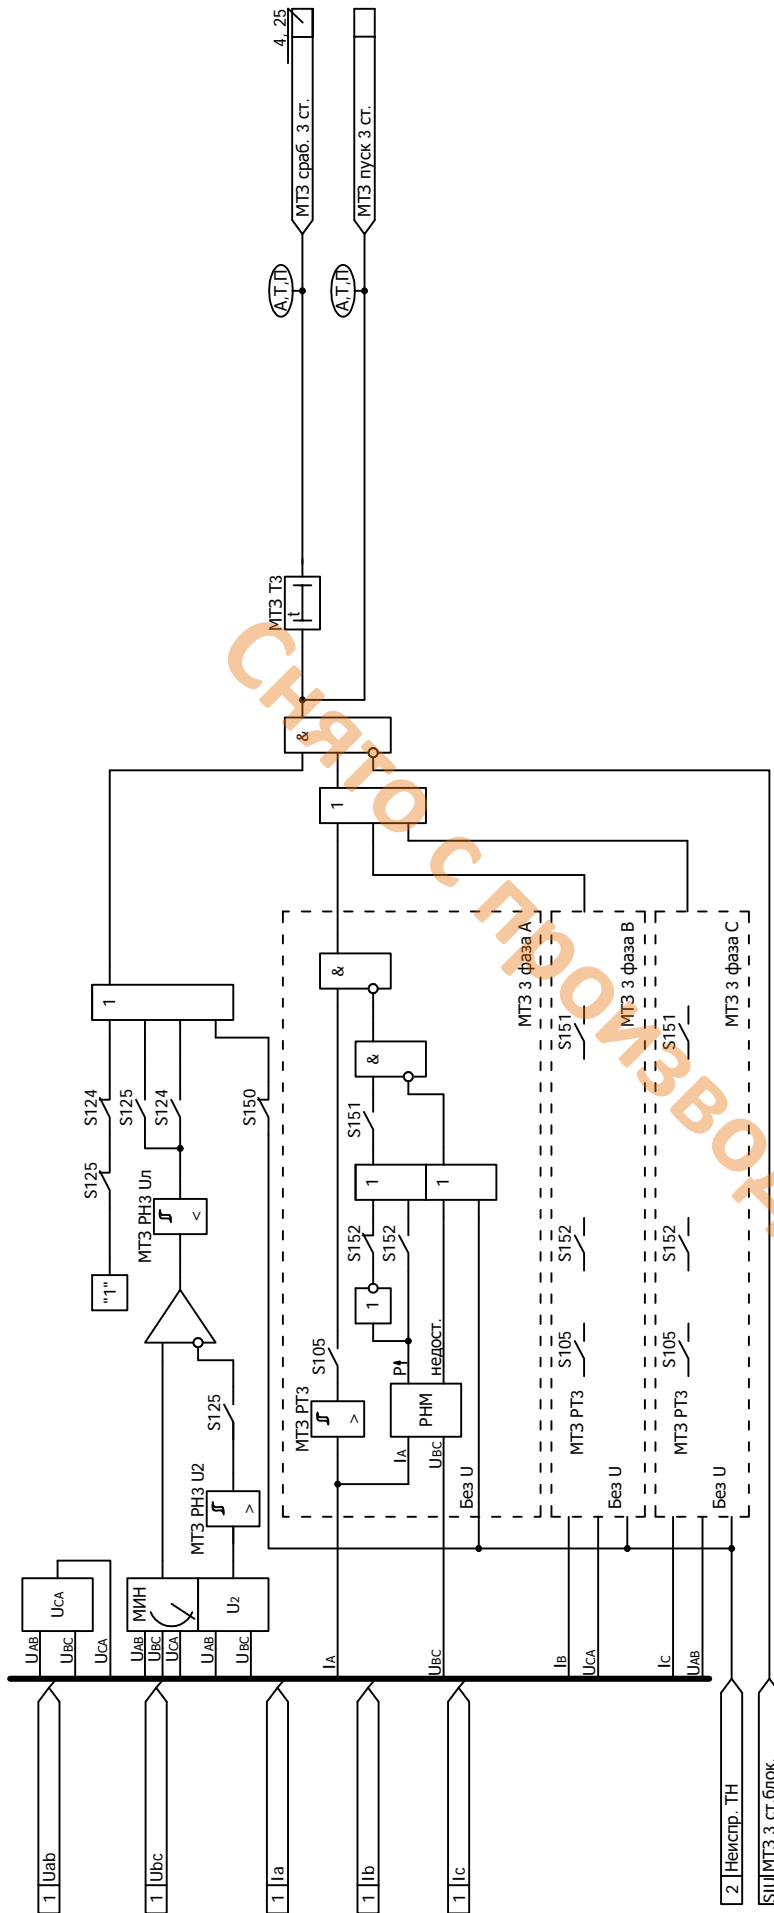 4, 25
МТЗ сраб. 3 ст.
МТЗ пуск 3 ст.
А,Т,П
А,Т,П
МТЗ Т3
t
&
1
1
S124
S125
S124
S150
S125
МТЗ РН3 Uл
<
"1"
S125
МТЗ РН3 U2
>
UCA
UAB
UBC
UCA
МИН
U2
UAB
UBC
UCA
UAB
UBC
&
&
S151
1
1
S152
S152
1
S105
МТЗ РТ3
>
P
недост.
РНМ
IA
UBC
Без U
МТЗ 3 фаза А
S151
S152
S105
МТЗ РТ3
Без U
МТЗ 3 фаза В
S151
S152
S105
МТЗ РТ3
Без U
МТЗ 3 фаза С
IA
UBC
IB
UCA
IC
UAB
1 Uab
1 Ubc
1 Ia
1 Ib
1 Ic
2 Неиспр. ТН
SIU МТЗ 3 ст.блок.
Снято с произво